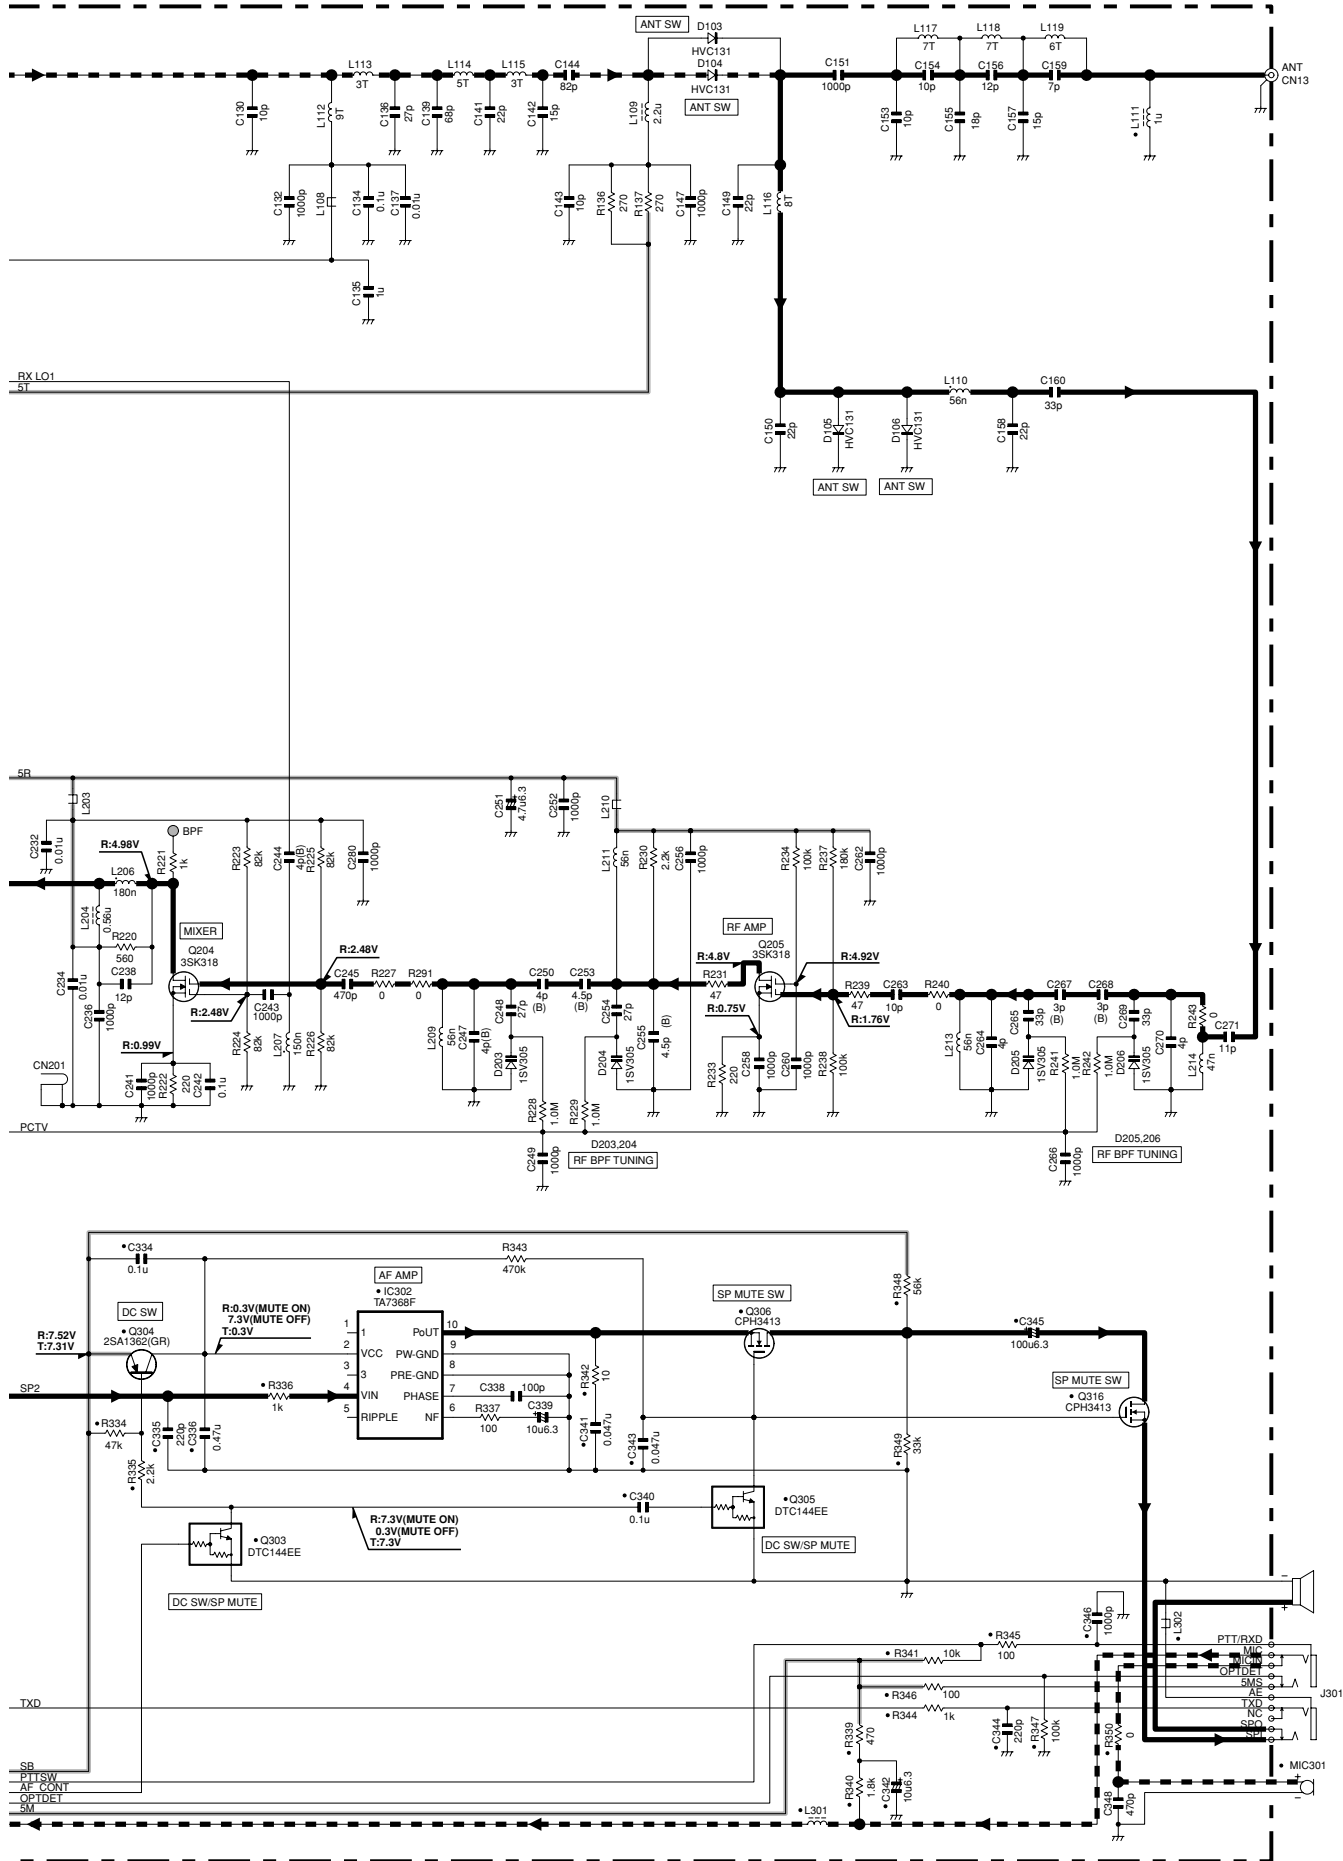 ANT SW
D103
HVC131
D104
HVC131
ANT SW
L113
3T
L114
5T
L115
3T
C144
82p
C151
1000p
L117
7T
L118
7T
L119
6T
C154
10p
C156
12p
C159
7p
ANT
CN13
C130
10p
L112
9T
C136
27p
C139
68p
C141
22p
C142
15p
L109
2.2u
C153
10p
C155
18p
C157
15p
• L111
1u
C132
1000p
L108
C134
0.1u
C137
0.01u
C143
10p
R136
270
R137
270
C147
1000p
C149
22p
L116
8T
C135
1u
RX LO1
5T
L110
56n
C160
33p
C150
22p
D105
HVC131
D106
HVC131
C158
22p
ANT SW
ANT SW
5R
L203
C232
0.01u
BPF
R:4.98V
R221
1k
R223
82k
C244
4p(B)
R225
82k
C280
1000p
C251
4.7u6.3
C252
1000p
L210
L211
56n
R230
2.2k
C256
1000p
R234
100k
R237
180k
C262
1000p
L206
180n
L204
0.56u
R220
560
C238
12p
MIXER
Q204
3SK318
R:2.48V
C245
470p
R227
0
R291
0
C250
4p
(B)
C253
4.5p
(B)
R:4.8V
R231
47
RF AMP
Q205
3SK318
R:4.92V
R239
47
C263
10p
R240
0
C267
3p
(B)
C268
3p
(B)
C234
0.01u
C236
1000p
R:2.48V
C243
1000p
R:0.99V
R224
82k
L207
150n
R226
82k
L209
56n
C247
4p(B)
C248
27p
D203
1SV305
C254
27p
D204
1SV305
C255
4.5p
(B)
R:0.75V
R:1.76V
R233
220
C258
1000p
C260
1000p
R238
100k
L213
56n
C264
4p
C265
33p
D205
1SV305
R241
1.0M
R242
1.0M
C269
33p
D206
1SV305
C270
4p
R243
0
L214
47n
C271
11p
CN201
C241
1000p
R222
220
C242
0.1u
R228
1.0M
R229
1.0M
PCTV
C249
1000p
D203,204
RF BPF TUNING
C266
1000p
D205,206
RF BPF TUNING
• C334
0.1u
R343
470k
AF AMP
• IC302
TA7368F
SP MUTE SW
• Q306
CPH3413
• R348
56k
DC SW
• Q304
2SA1362(GR)
R:0.3V(MUTE ON)
7.3V(MUTE OFF)
T:0.3V
R:7.52V
T:7.31V
1 1 PoUT 10
2 VCC PW-GND 9
3 3 PRE-GND 8
4 VIN PHASE 7
5 RIPPLE NF 6
• C345
100u6.3
SP2
• R336
1k
C338 100p
R337
100
C339
10u6.3
• R342
10
• C341
0.047u
• C343
0.047u
SP MUTE SW
• Q316
CPH3413
• R334
47k
• R335
2.2k
• C335
220p
• C336
0.47u
• R349
33k
• C340
0.1u
• Q305
DTC144EE
R:7.3V(MUTE ON)
0.3V(MUTE OFF)
T:7.3V
• Q303
DTC144EE
DC SW/SP MUTE
DC SW/SP MUTE
−
+
• C346
1000p
• L302
• R345
100
• R341 10k
• R346 100
• R344 1k
PTT/RXD
MIC
MICIN
OPTDET
5MS
AE
TXD
NC
SPO
SPI
J301
TXD
• R339
470
• C344
220p
• R347
100k
• R350
0
SB
PTTSW
AF CONT
OPTDET
5M
• R340
1.8k
• C342
10u6.3
• MIC301
+
−
C348
470p
• L301